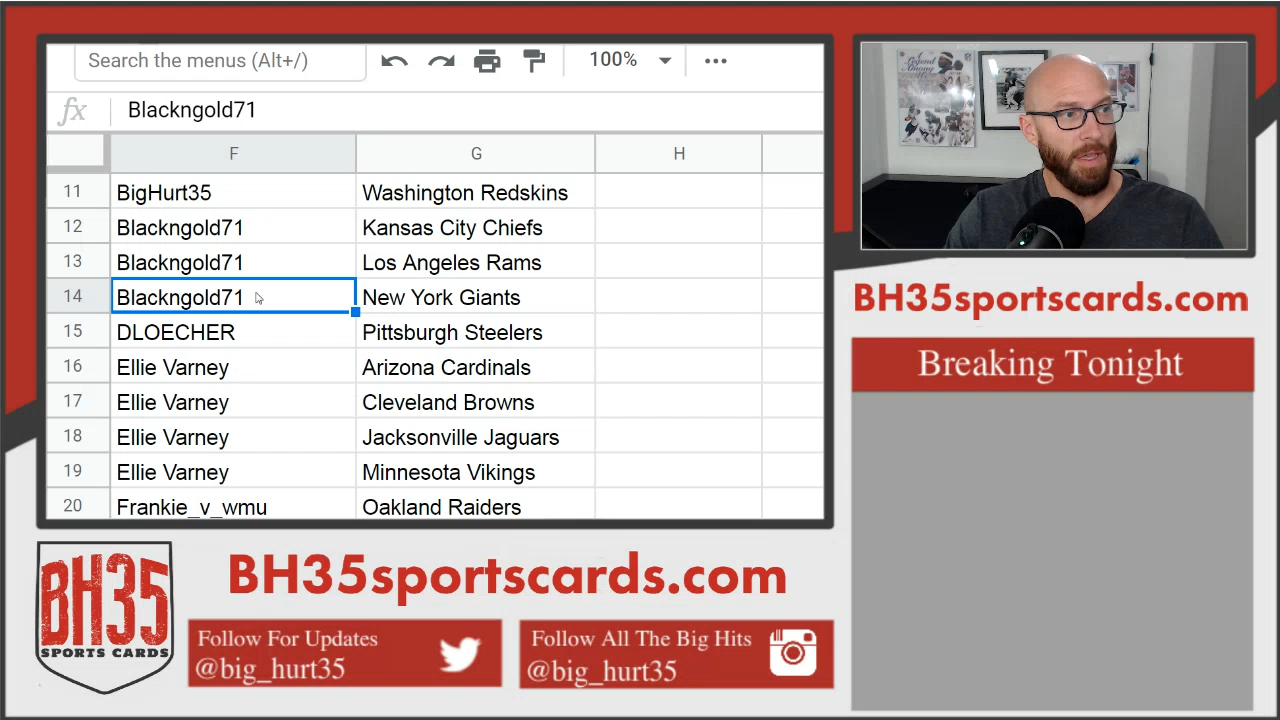 Search the menus (Alt+/)
100%
fx Blackngold71
F G H
11 BigHurt35 Washington Redskins
12 Blackngold71 Kansas City Chiefs
13 Blackngold71 Los Angeles Rams
14 Blackngold71 New York Giants
15 DLOECHER Pittsburgh Steelers
16 Ellie Varney Arizona Cardinals
17 Ellie Varney Cleveland Browns
18 Ellie Varney Jacksonville Jaguars
19 Ellie Varney Minnesota Vikings
20 Frankie_v_wmu Oakland Raiders
BH35sportscards.com
Breaking Tonight
BH35
SPORTS CARDS
BH35sportscards.com
Follow For Updates
@big_hurt35
Follow All The Big Hits
@big_hurt35